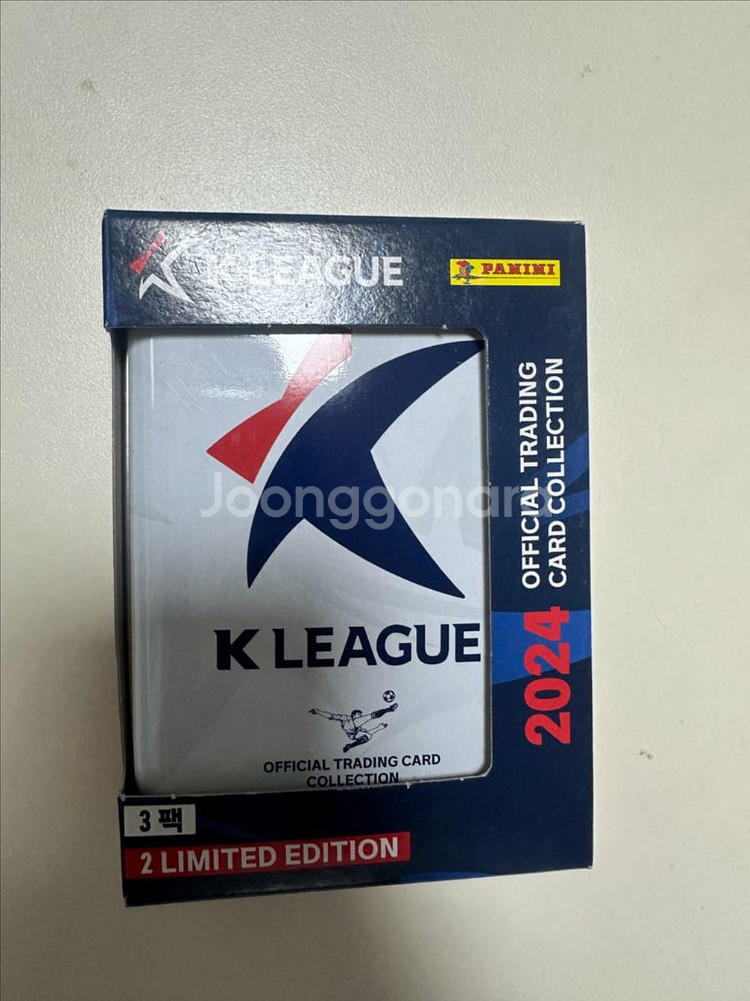 K LEAGUE
PANINI
OFFICIAL TRADING
CARD COLLECTION
2024
Joonggonara
K LEAGUE
OFFICIAL TRADING CARD
COLLECTION
3 팩
2 LIMITED EDITION